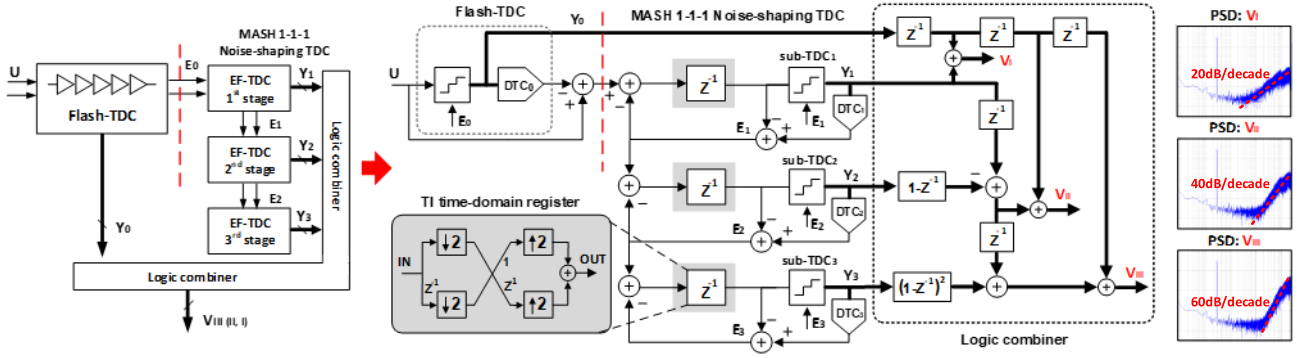 MASH 1-1-1
Noise-shaping TDC
U
Flash-TDC
E0
EF-TDC
1st stage
Y1
E1
EF-TDC
2nd stage
Y2
E2
EF-TDC
3rd stage
Y3
Logic combiner
Y0
Logic combiner
VIII (II, I)
Flash-TDC
Y0
MASH 1-1-1 Noise-shaping TDC
U
DTC0
E0
Z-1
sub-TDC1
Y1
DTC1
E1
E1
Z-1
sub-TDC2
Y2
DTC2
E2
E2
Z-1
sub-TDC3
Y3
DTC3
E3
E3
TI time-domain register
IN
↓2
↑2
1
OUT
Z-1
Z-1
↓2
↑2
Z-1
Z-1
Z-1
VI
Z-1
1-Z-1
VII
Z-1
(1-Z-1)2
VIII
Logic combiner
PSD: VI
20dB/decade
PSD: VII
40dB/decade
PSD: VIII
60dB/decade